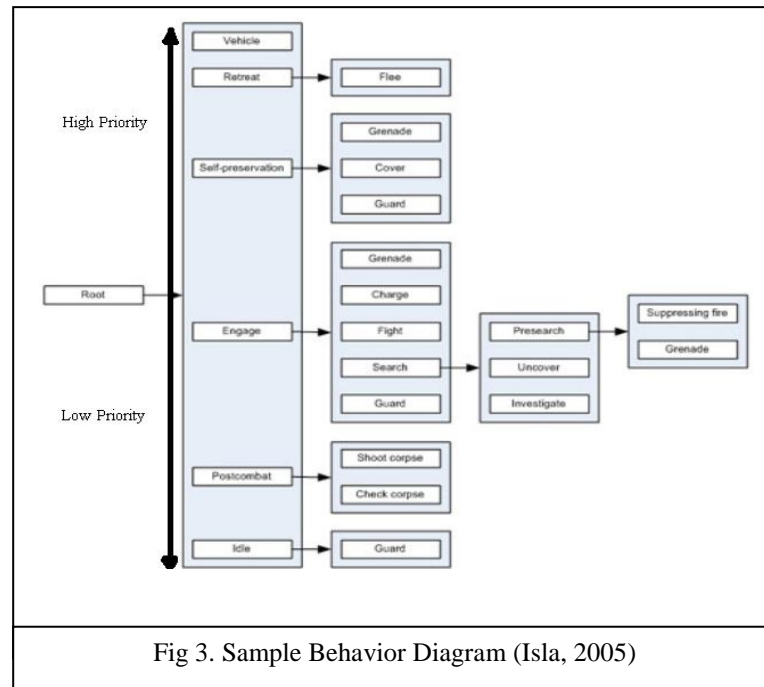 High Priority
Low Priority
Root
Vehicle
Retreat
Self-preservation
Engage
Postcombat
Idle
Flee
Grenade
Cover
Guard
Grenade
Charge
Fight
Search
Guard
Shoot corpse
Check corpse
Guard
Presearch
Uncover
Investigate
Suppressing fire
Grenade
Fig 3. Sample Behavior Diagram (Isla, 2005)